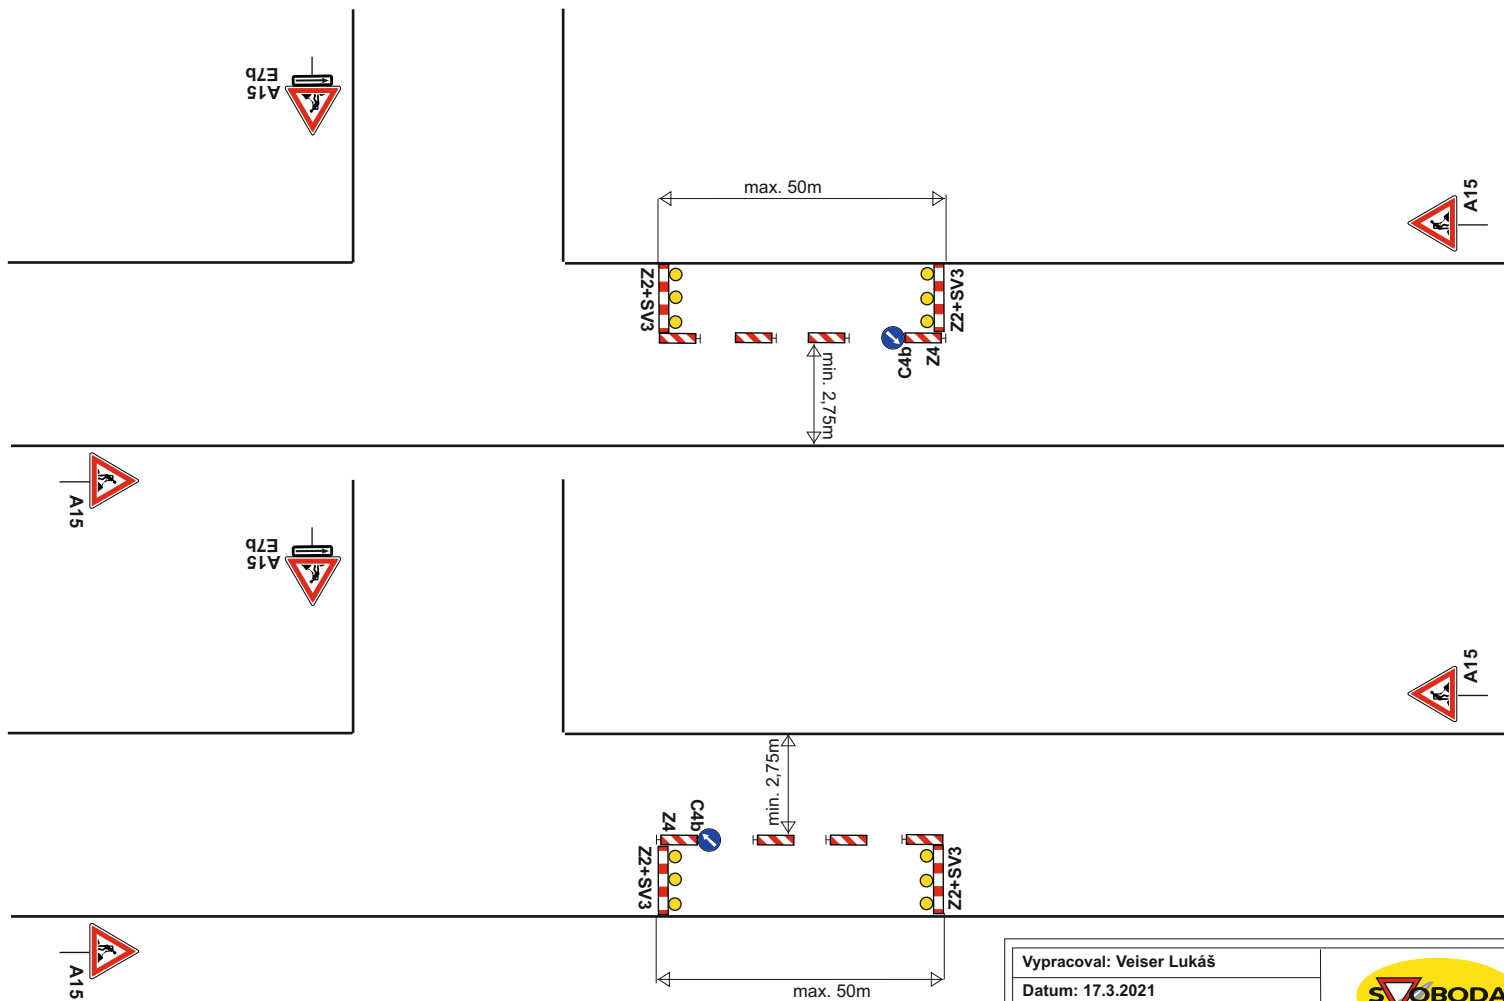 A15
E7b
max. 50m
A15
Z2+SV3
Z2+SV3
C4b
Z4
min. 2,75m
A15
A15
E7b
A15
min. 2,75m
Z4
C4b
Z2+SV3
Z2+SV3
A15
max. 50m
Vypracoval: Veiser Lukáš
Datum: 17.3.2021
SVOBODA